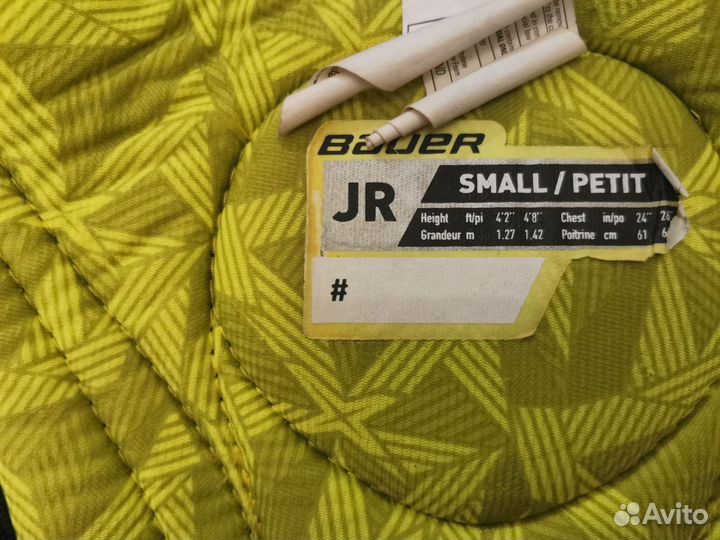 BAUER
JR
SMALL / PETIT
Height ft/pi 4'2'' 4'8'' Chest in/po 24''
Grandeur m 1.27 1.42 Poitrine cm 61
#
Avito